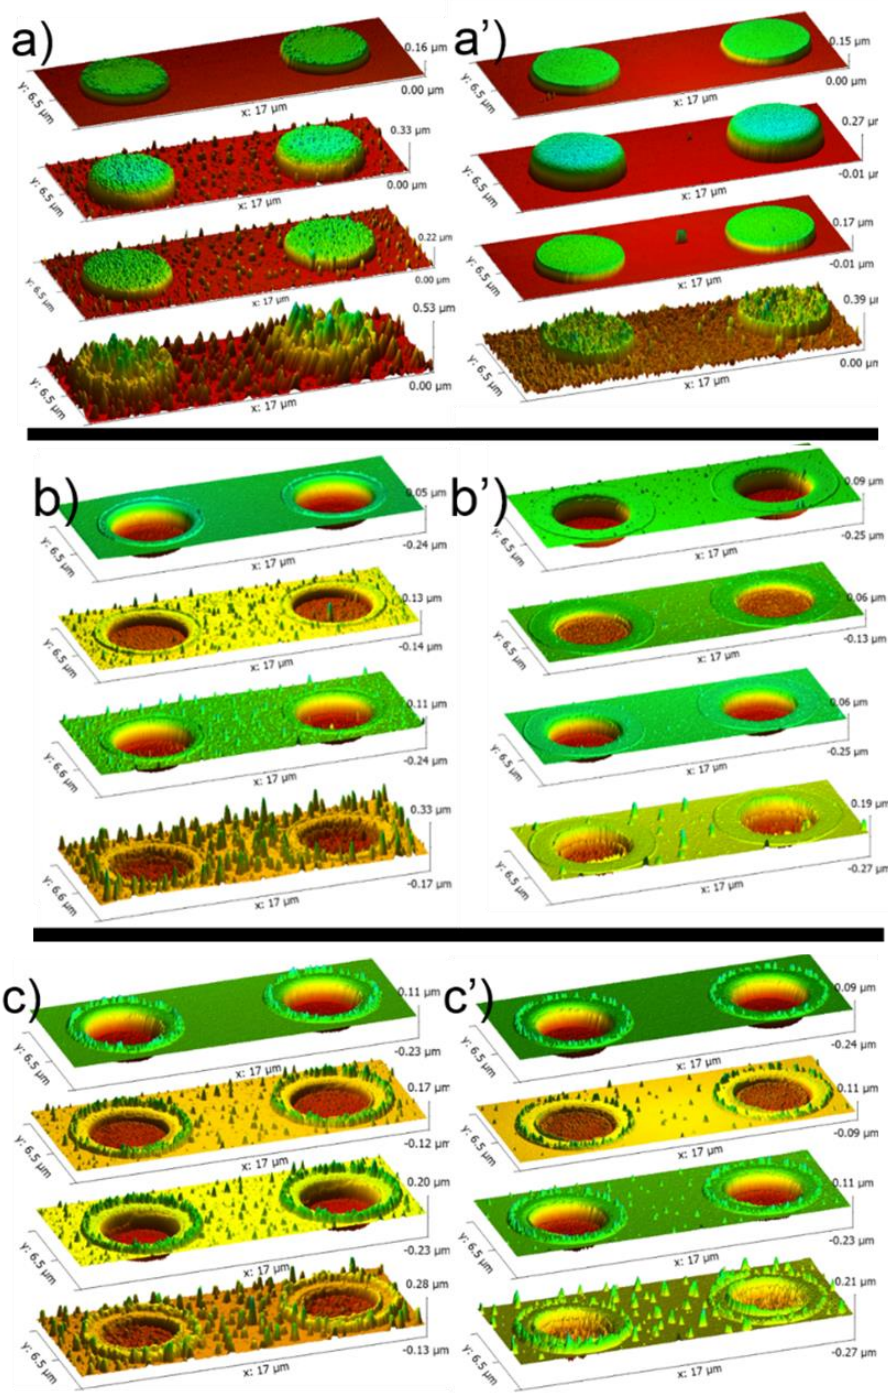 a)
0.16 µm
0.00 µm
x: 17 µm
y: 6.5 µm
0.33 µm
0.00 µm
x: 17 µm
y: 6.5 µm
0.22 µm
0.00 µm
x: 17 µm
y: 6.5 µm
0.53 µm
0.00 µm
x: 17 µm
y: 6.5 µm
a')
0.15 µm
0.00 µm
x: 17 µm
y: 6.5 µm
0.27 µm
-0.01 µm
x: 17 µm
y: 6.5 µm
0.17 µm
-0.01 µm
x: 17 µm
y: 6.5 µm
0.39 µm
0.00 µm
x: 17 µm
y: 6.5 µm
b)
0.05 µm
-0.24 µm
x: 17 µm
y: 6.5 µm
0.13 µm
-0.14 µm
x: 17 µm
y: 6.5 µm
0.11 µm
-0.24 µm
x: 17 µm
y: 6.6 µm
0.33 µm
-0.17 µm
x: 17 µm
y: 6.6 µm
b')
0.09 µm
-0.25 µm
x: 17 µm
y: 6.5 µm
0.06 µm
-0.13 µm
x: 17 µm
y: 6.5 µm
0.06 µm
-0.25 µm
x: 17 µm
y: 6.5 µm
0.19 µm
-0.27 µm
x: 17 µm
y: 6.5 µm
c)
0.11 µm
-0.23 µm
x: 17 µm
y: 6.5 µm
0.17 µm
-0.12 µm
x: 17 µm
y: 6.5 µm
0.20 µm
-0.23 µm
x: 17 µm
y: 6.5 µm
0.28 µm
-0.13 µm
x: 17 µm
y: 6.5 µm
c')
0.09 µm
-0.24 µm
x: 17 µm
y: 6.5 µm
0.11 µm
-0.09 µm
x: 17 µm
y: 6.5 µm
0.11 µm
-0.23 µm
x: 17 µm
y: 6.5 µm
0.21 µm
-0.27 µm
x: 17 µm
y: 6.5 µm